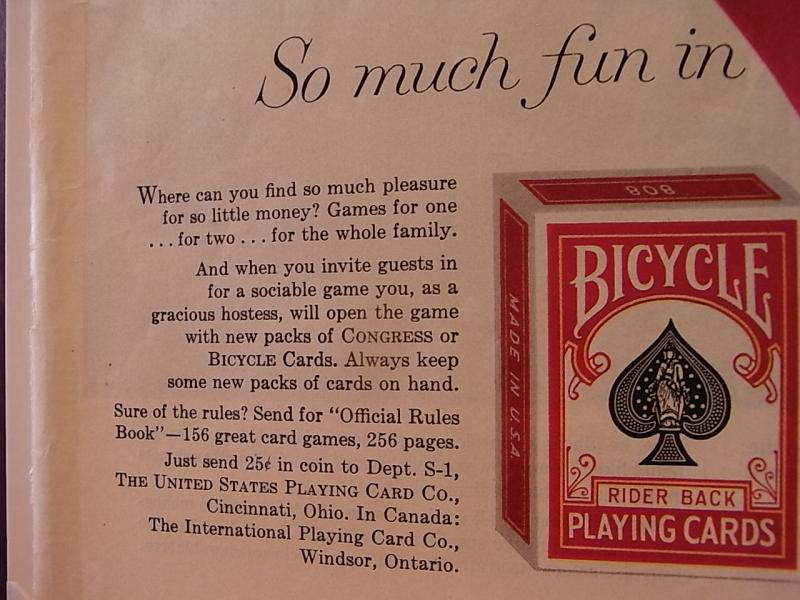 So much fun in
Where can you find so much pleasure
for so little money? Games for one
...for two...for the whole family.
And when you invite guests in
for a sociable game you, as a
gracious hostess, will open the game
with new packs of CONGRESS or
BICYCLE Cards. Always keep
some new packs of cards on hand.
Sure of the rules? Send for “Official Rules
Book”—156 great card games, 256 pages.
Just send 25¢ in coin to Dept. S-1,
THE UNITED STATES PLAYING CARD CO.,
Cincinnati, Ohio. In Canada:
The International Playing Card Co.,
Windsor, Ontario.
808
MADE IN U.S.A.
BICYCLE
RIDER BACK
PLAYING CARDS